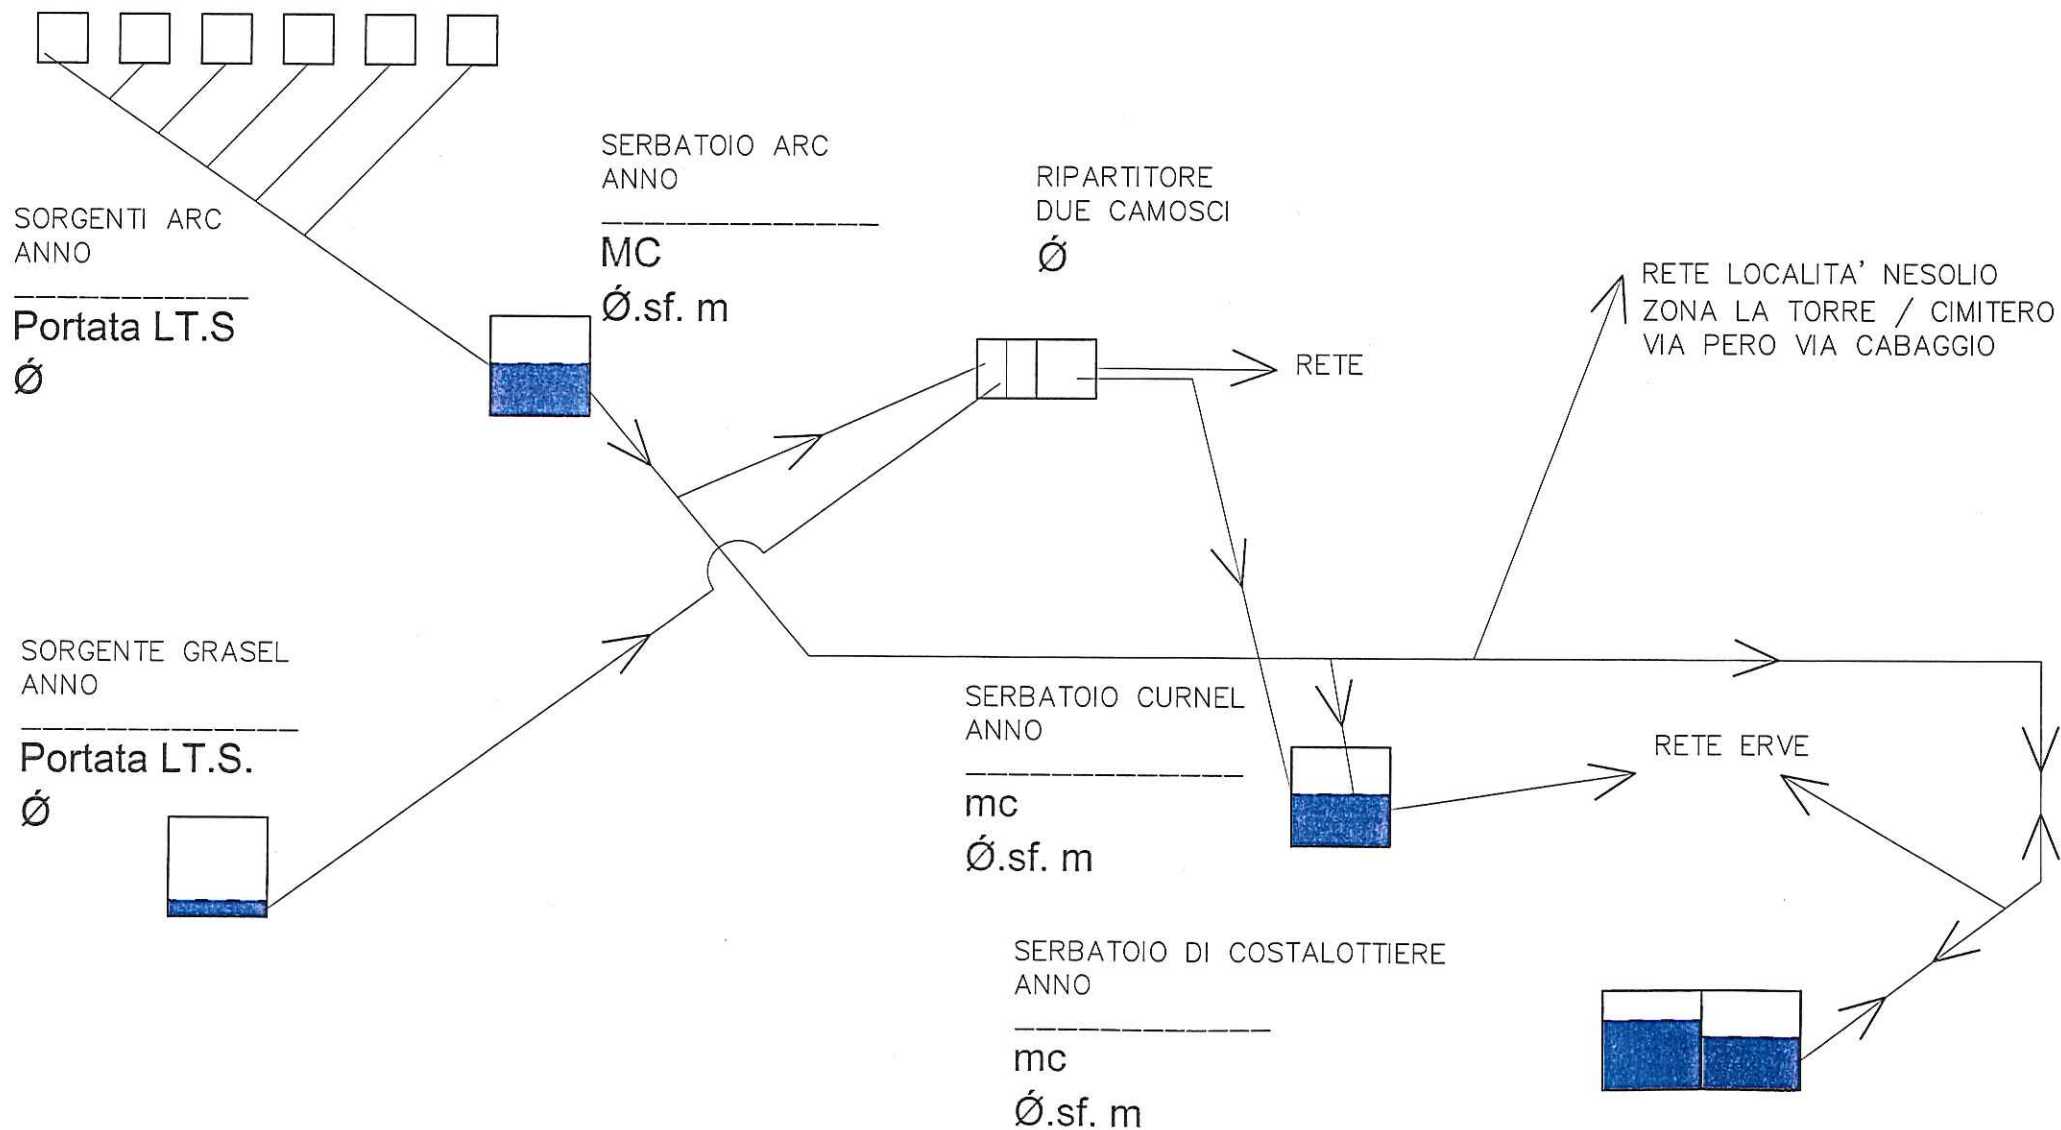 SORGENTI ARC
ANNO
Portata LT.S
Ǿ
SERBATOIO ARC
ANNO
MC
Ǿ.sf. m
RIPARTITORE
DUE CAMOSCI
Ǿ
RETE
RETE LOCALITA' NESOLIO
ZONA LA TORRE / CIMITERO
VIA PERO VIA CABAGGIO
SORGENTE GRASEL
ANNO
Portata LT.S.
Ǿ
SERBATOIO CURNEL
ANNO
mc
Ǿ.sf. m
RETE ERVE
SERBATOIO DI COSTALOTTIERE
ANNO
mc
Ǿ.sf. m